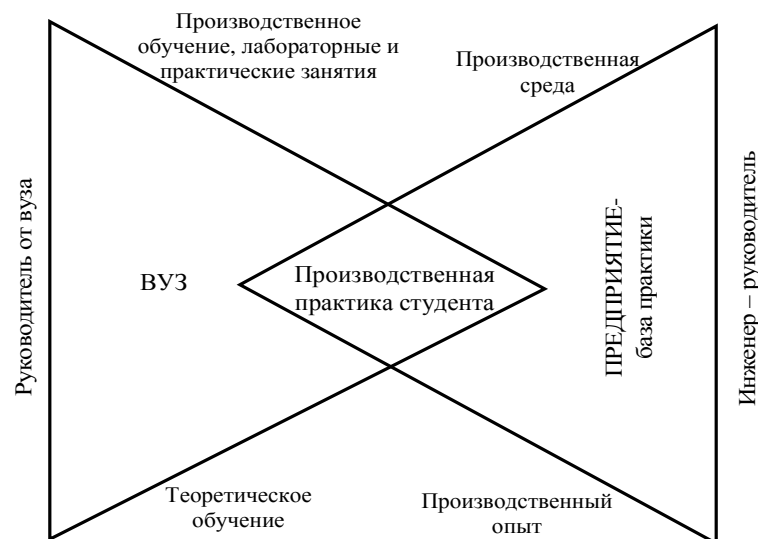 Производственное
обучение, лабораторные и
практические занятия
Производственная
среда
Руководитель от вуза
ВУЗ
Производственная
практика студента
ПРЕДПРИЯТИЕ-
база практики
Инженер – руководитель
Теоретическое
обучение
Производственный
опыт